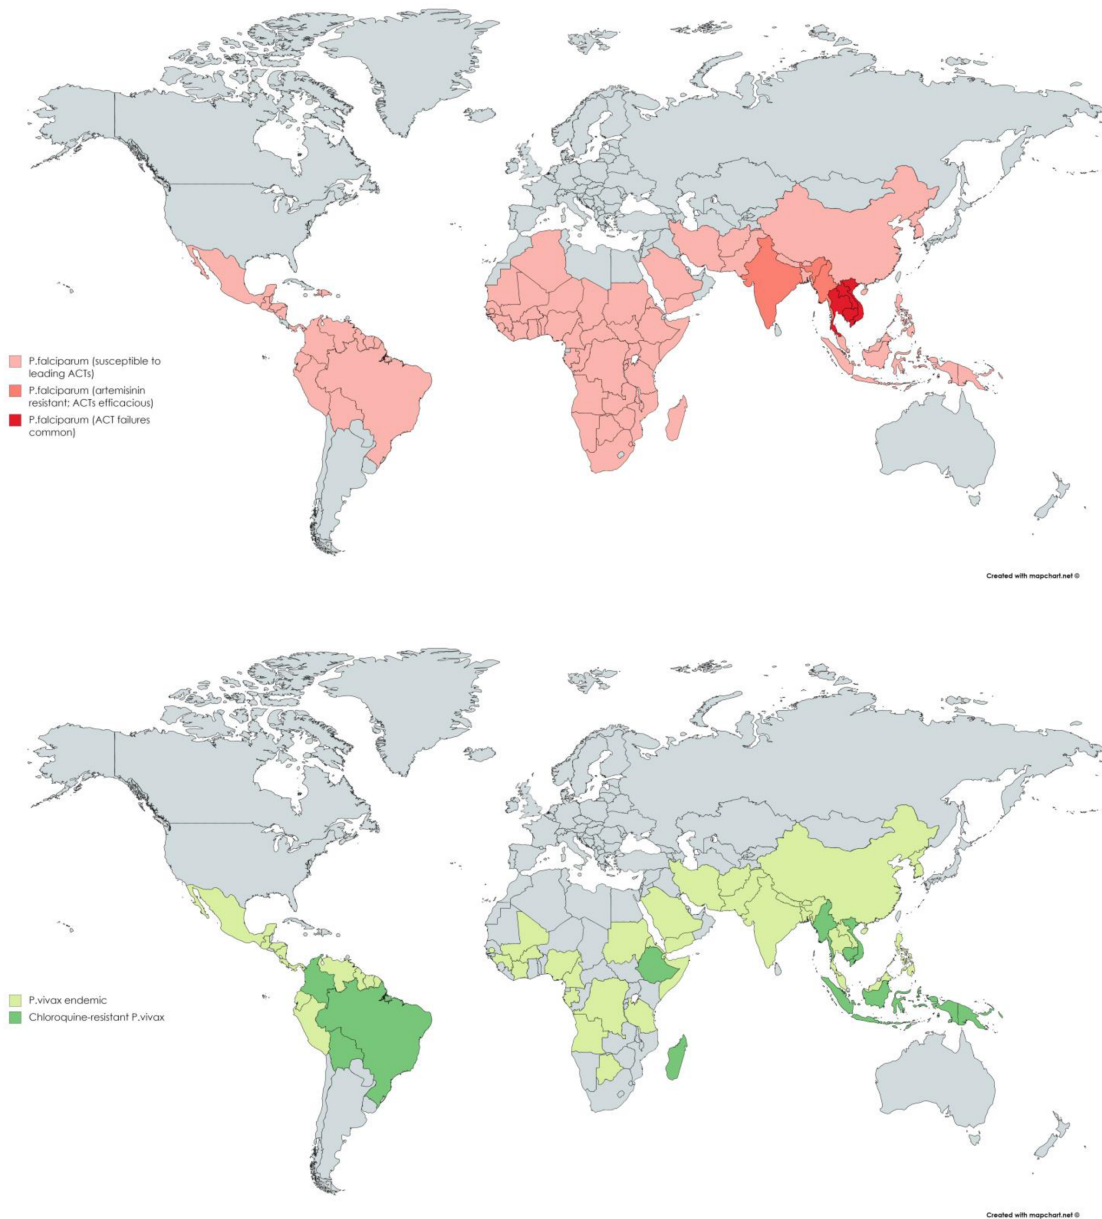 P.falciparum (susceptible to
leading ACTs)
P.falciparum (artemisinin
resistant; ACTs efficacious)
P.falciparum (ACT failures
common)
Created with mapchart.net ©
P.vivax endemic
Chloroquine-resistant P.vivax
Created with mapchart.net ©